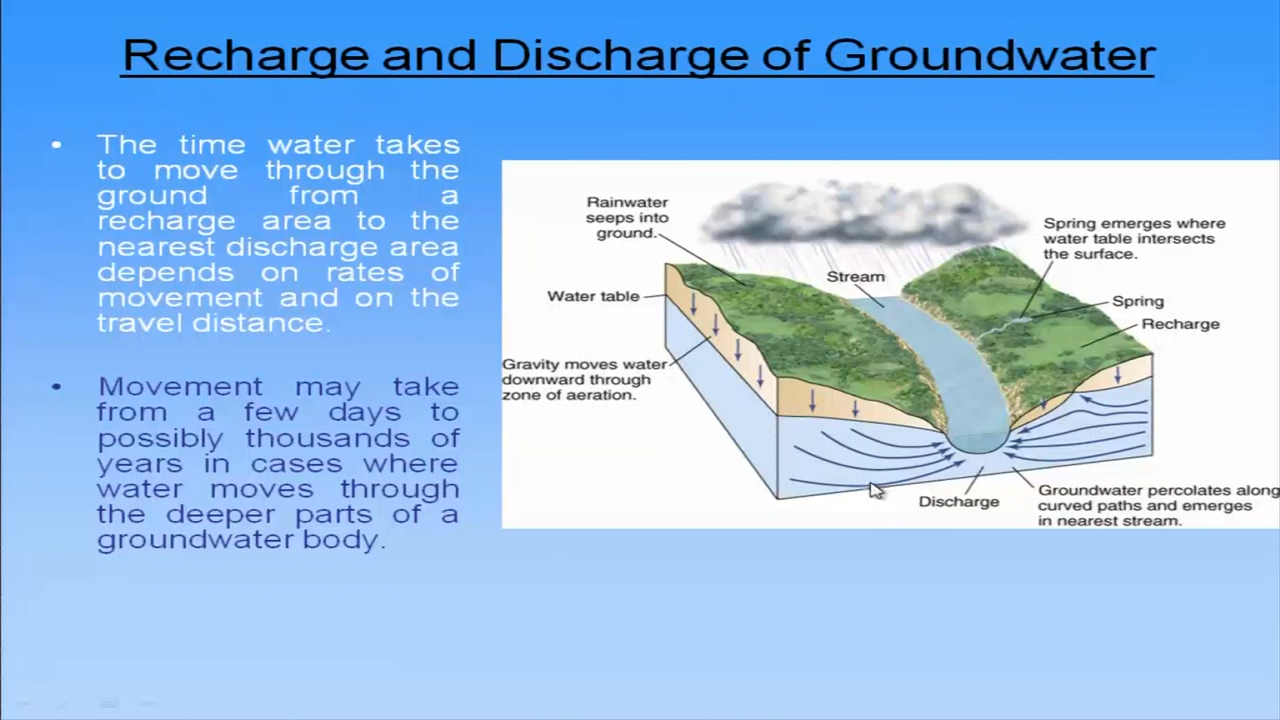 Recharge and Discharge of Groundwater
• The time water takes
to move through the
ground from a
recharge area to the
nearest discharge area
depends on rates of
movement and on the
travel distance.
• Movement may take
from a few days to
possibly thousands of
years in cases where
water moves through
the deeper parts of a
groundwater body.
Rainwater
seeps into
ground.
Stream
Spring emerges where
water table intersects
the surface.
Water table
Spring
Recharge
Gravity moves water
downward through
zone of aeration.
Discharge
Groundwater percolates along
curved paths and emerges
in nearest stream.